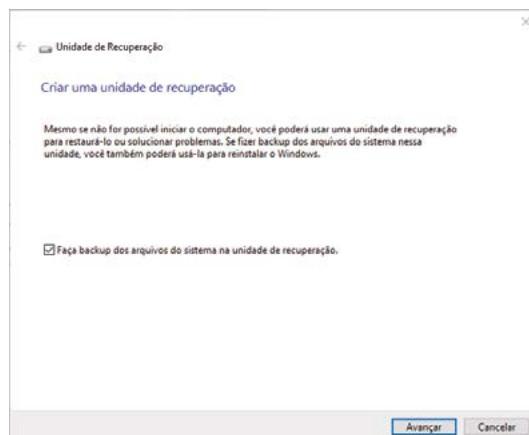 Unidade de Recuperação
Criar uma unidade de recuperação
Mesmo se não for possível iniciar o computador, você poderá usar uma unidade de recuperação
para restaurá-lo ou solucionar problemas. Se fizer backup dos arquivos do sistema nessa
unidade, você também poderá usá-la para reinstalar o Windows.
Faça backup dos arquivos do sistema na unidade de recuperação.
Avançar Cancelar